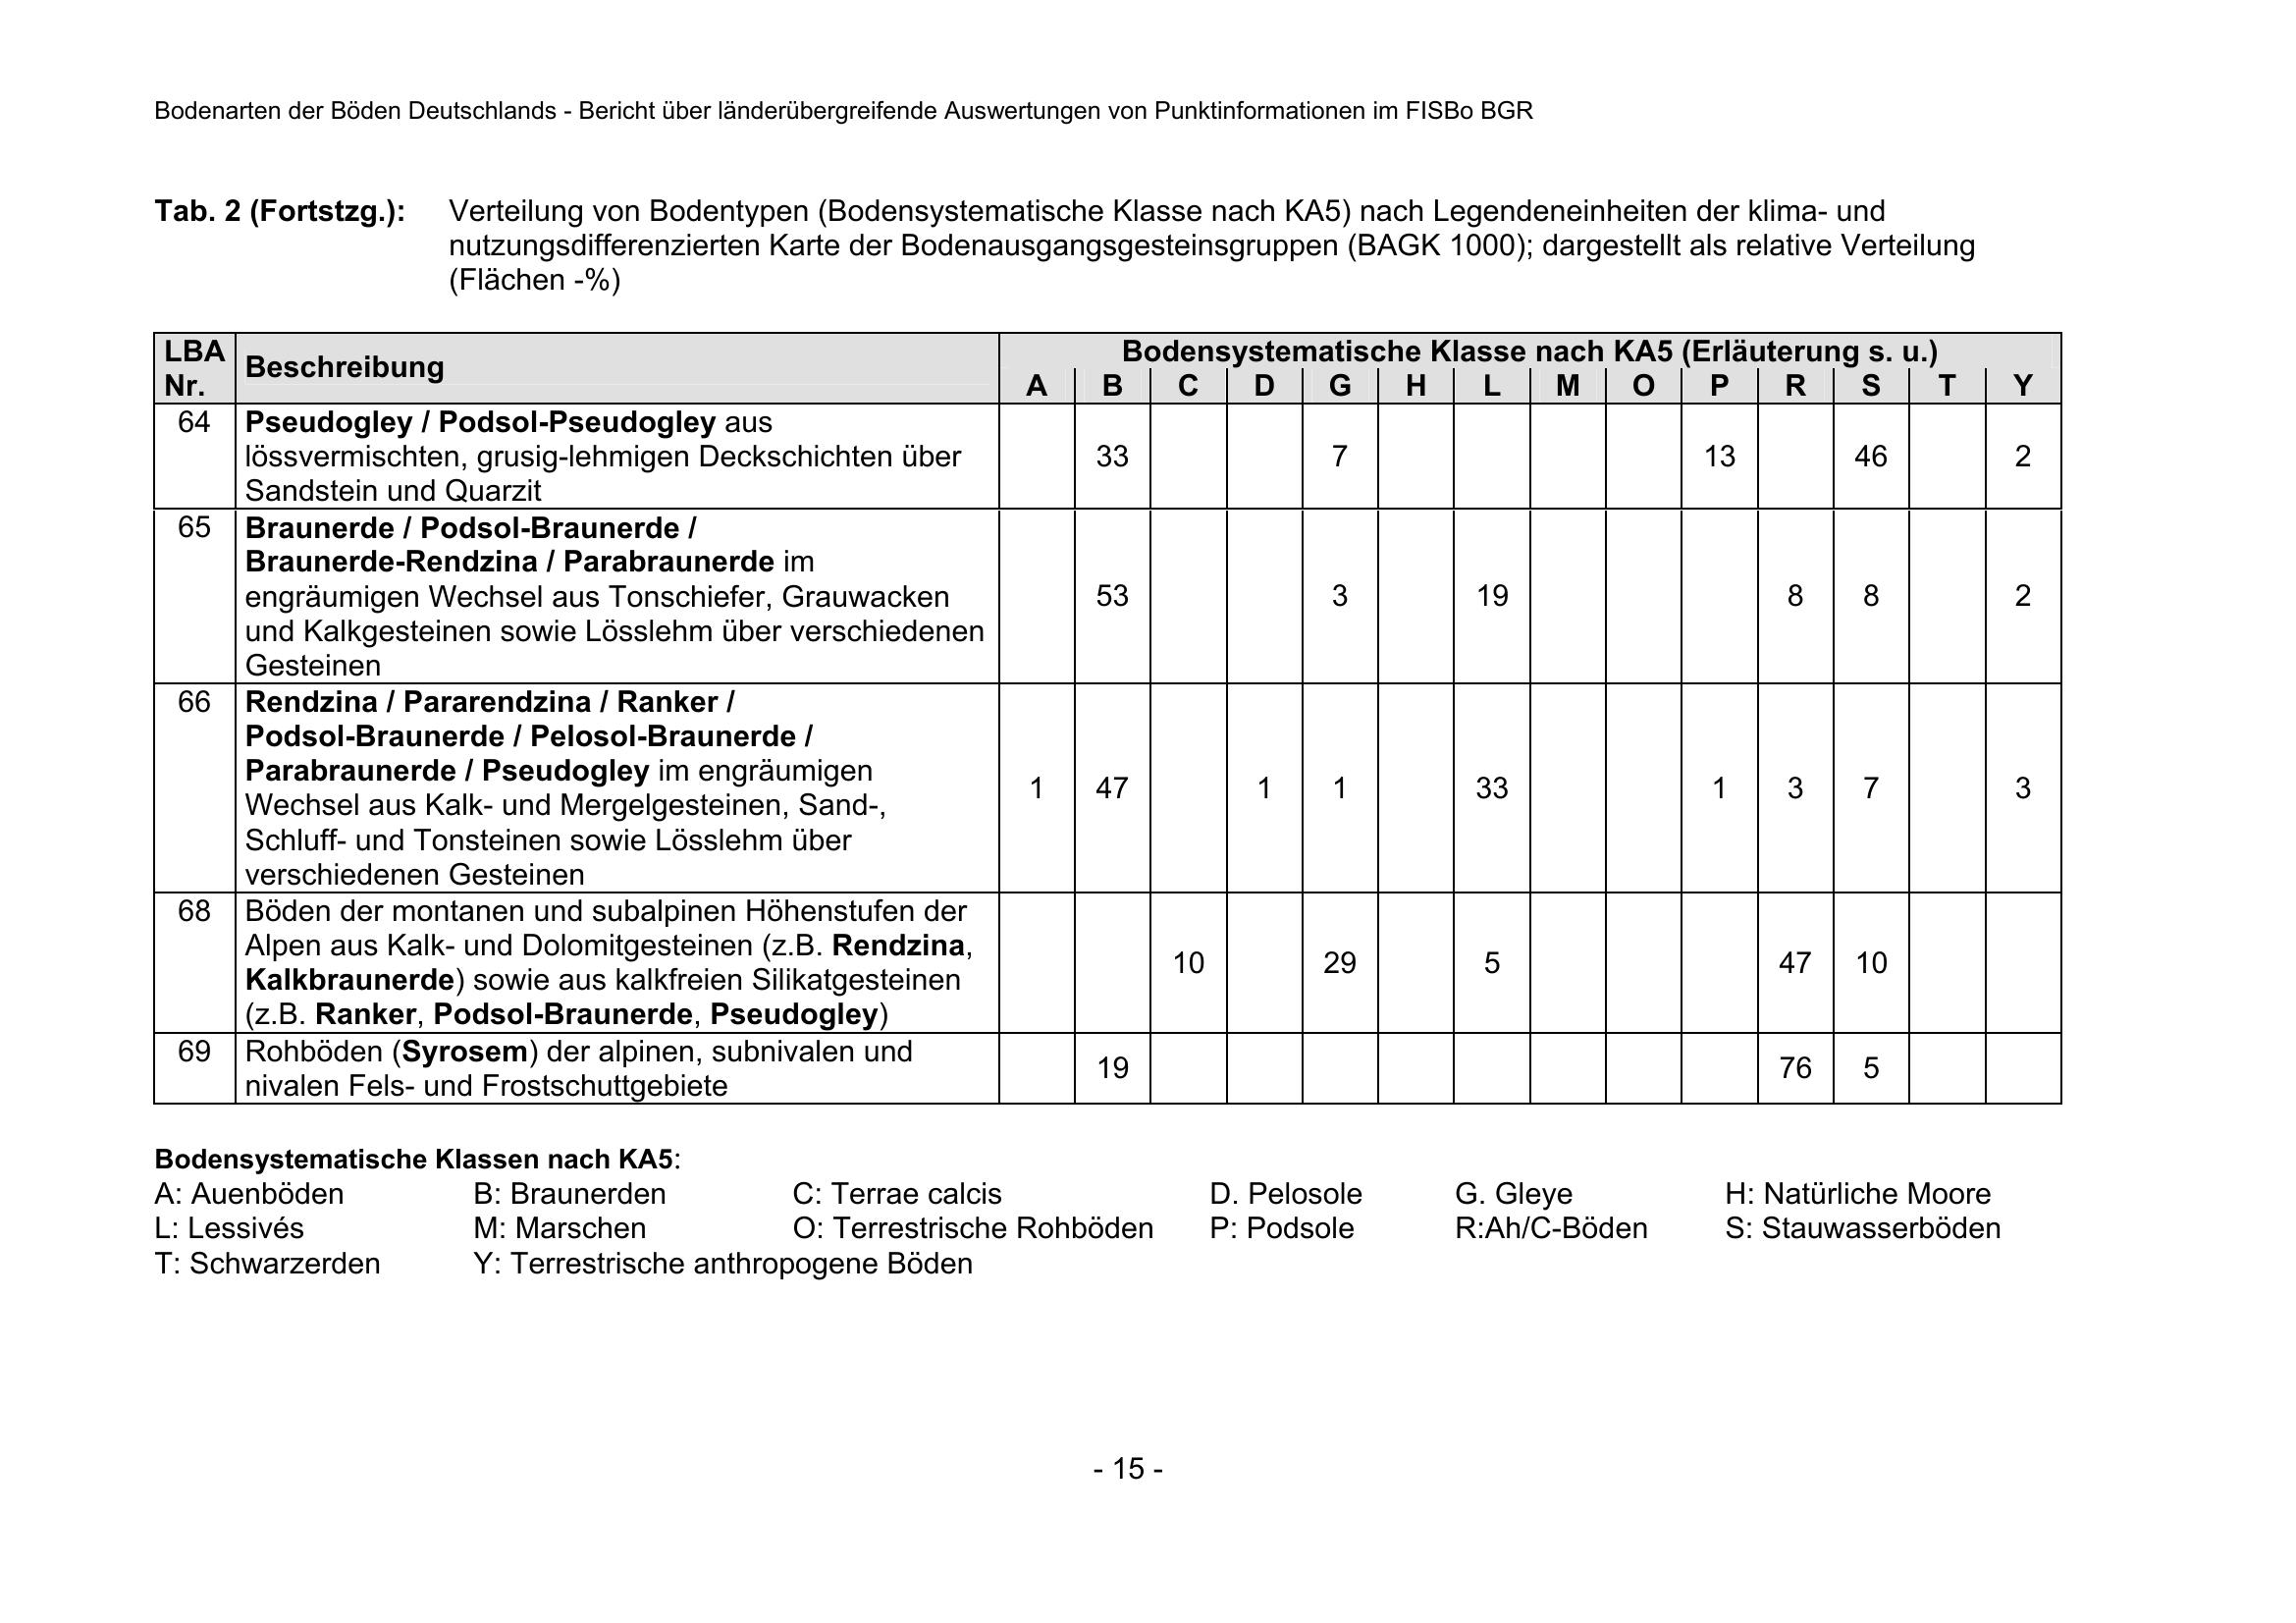 Bodenarten der Böden Deutschlands - Bericht über länderübergreifende Auswertungen von Punktinformationen im FISBo BGR
Tab. 2 (Fortstzg.): Verteilung von Bodentypen (Bodensystematische Klasse nach KA5) nach Legendeneinheiten der klima- und
nutzungsdifferenzierten Karte der Bodenausgangsgesteinsgruppen (BAGK 1000); dargestellt als relative Verteilung
(Flächen -%)
LBA Nr. Beschreibung Bodensystematische Klasse nach KA5 (Erläuterung s. u.)
A B C D G H L M O P R S T Y
64 Pseudogley / Podsol-Pseudogley aus
lössvermischten, grusig-lehmigen Deckschichten über
Sandstein und Quarzit
33 7 13 46 2
65 Braunerde / Podsol-Braunerde /
Braunerde-Rendzina / Parabraunerde im
engräumigen Wechsel aus Tonschiefer, Grauwacken
und Kalkgesteinen sowie Lösslehm über verschiedenen
Gesteinen
53 3 19 8 8 2
66 Rendzina / Pararendzina / Ranker /
Podsol-Braunerde / Pelosol-Braunerde /
Parabraunerde / Pseudogley im engräumigen
Wechsel aus Kalk- und Mergelgesteinen, Sand-,
Schluff- und Tonsteinen sowie Lösslehm über
verschiedenen Gesteinen
1 47 1 1 33 1 3 7 3
68 Böden der montanen und subalpinen Höhenstufen der
Alpen aus Kalk- und Dolomitgesteinen (z.B. Rendzina,
Kalkbraunerde) sowie aus kalkfreien Silikatgesteinen
(z.B. Ranker, Podsol-Braunerde, Pseudogley)
10 29 5 47 10
69 Rohböden (Syrosem) der alpinen, subnivalen und
nivalen Fels- und Frostschuttgebiete
19 76 5
Bodensystematische Klassen nach KA5:
A: Auenböden B: Braunerden C: Terrae calcis D. Pelosole G. Gleye H: Natürliche Moore
L: Lessivés M: Marschen O: Terrestrische Rohböden P: Podsole R:Ah/C-Böden S: Stauwasserböden
T: Schwarzerden Y: Terrestrische anthropogene Böden
- 15 -